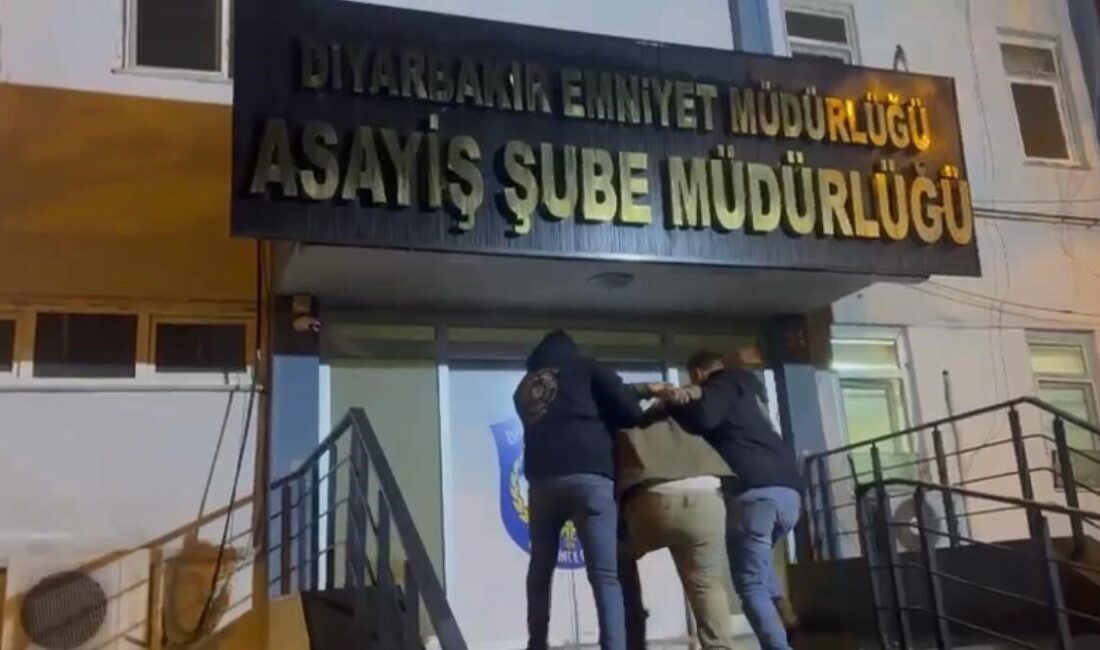 DİYARBAKIR EMNİYET MÜDÜRLÜĞÜ
ASAYİŞ ŞUBE MÜDÜRLÜĞÜ